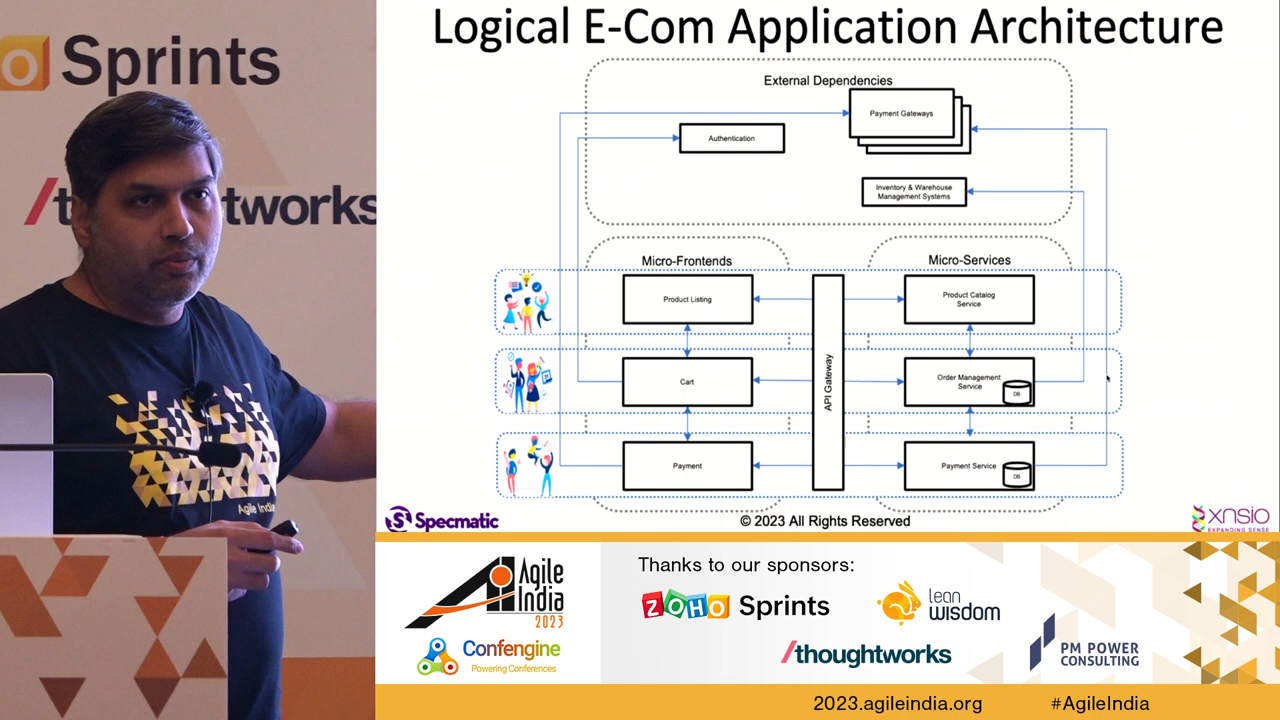 Sprints
/thoughtworks
Agile India
Logical E-Com Application Architecture
External Dependencies
Payment Gateways
Authentication
Inventory & Warehouse
Management Systems
Micro-Frontends
Micro-Services
Product Listing
Product Catalog
Service
API Gateway
Cart
Order Management
Service
DB
Payment
Payment Service
DB
Specmatic
© 2023 All Rights Reserved
xnsio
EXPANDING SENSE
Agile
India
2023
Confengine
Powering Conferences
Thanks to our sponsors:
ZOHO Sprints
lean
wisdom
/thoughtworks
PM POWER
CONSULTING
2023.agileindia.org
#AgileIndia